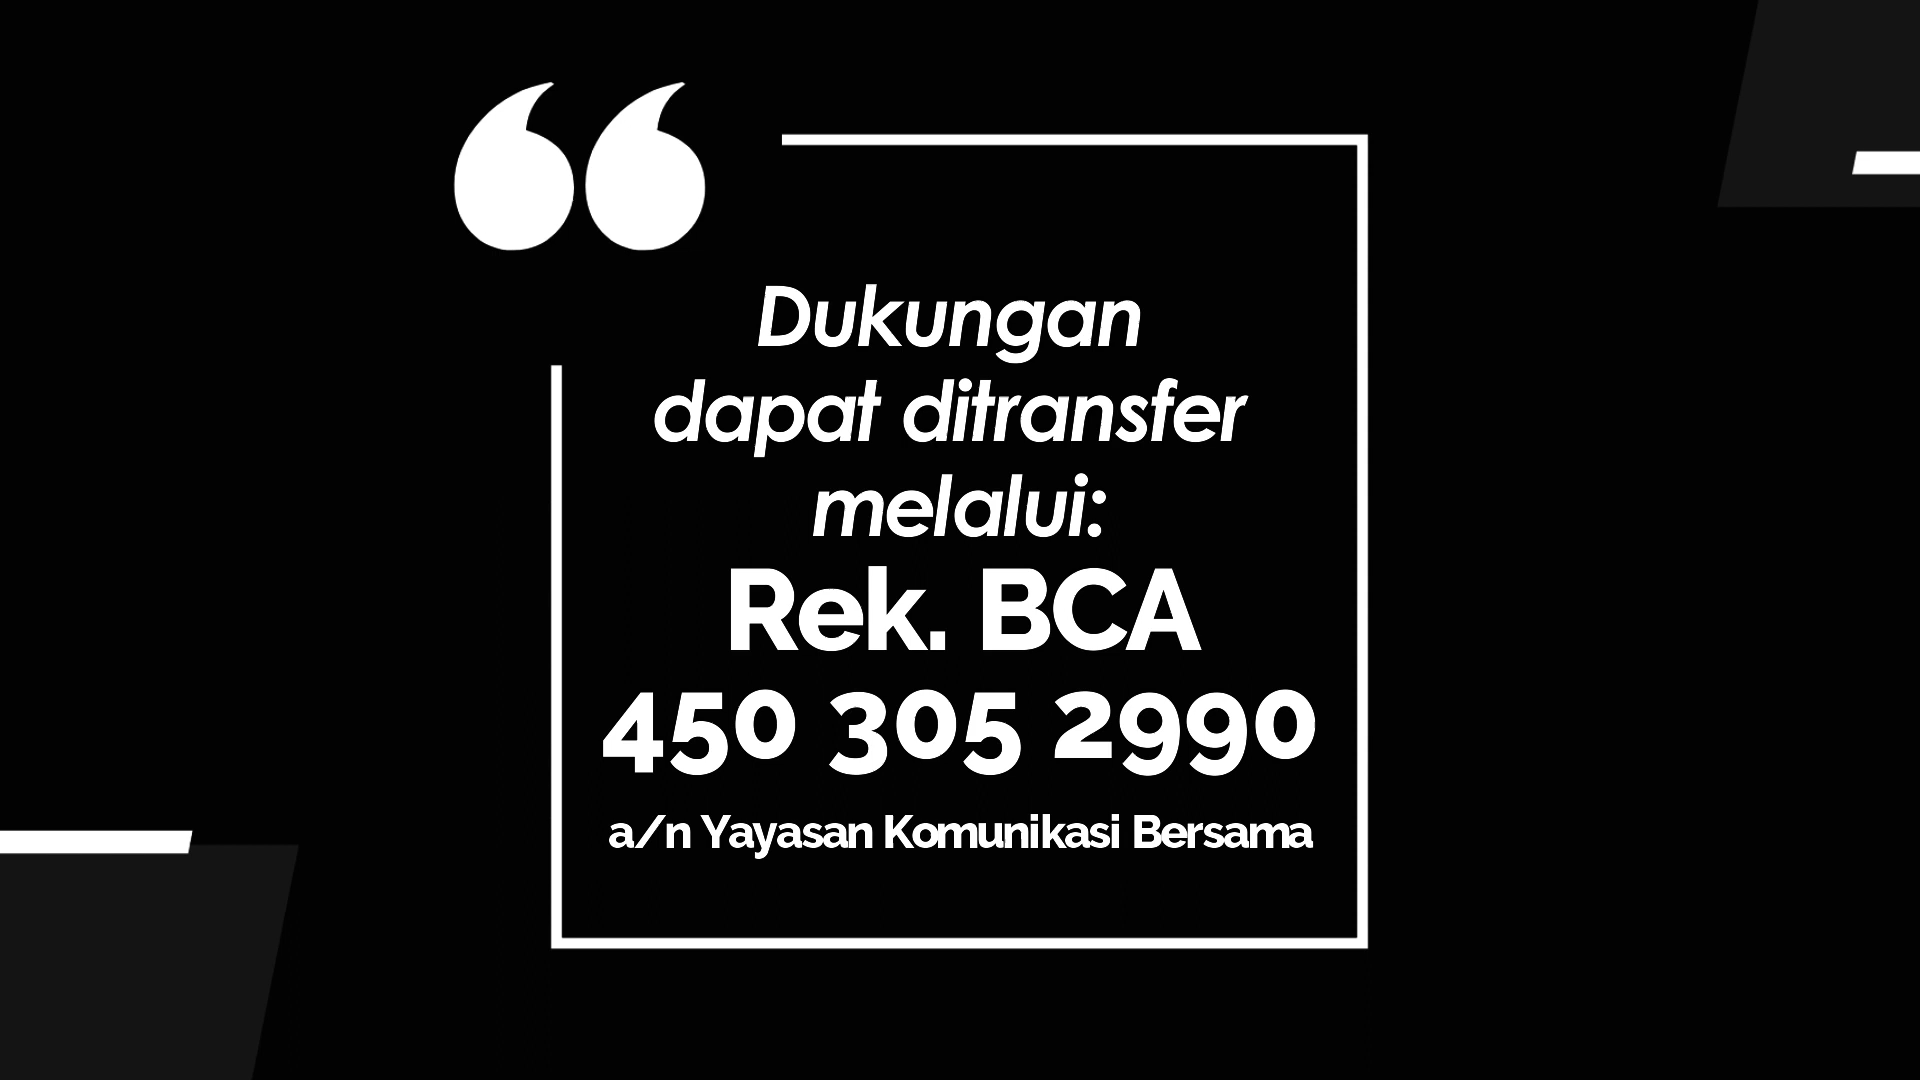 Dukungan
dapat ditransfer
melalui:
Rek. BCA
450 305 2990
a/n Yayasan Komunikasi Bersama